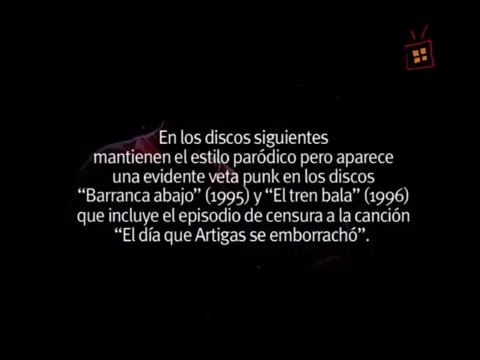 En los discos siguientes
mantienen el estilo paródico pero aparece
una evidente veta punk en los discos
“Barranca abajo” (1995) y “El tren bala” (1996)
que incluye el episodio de censura a la canción
“El día que Artigas se emborrachó”.